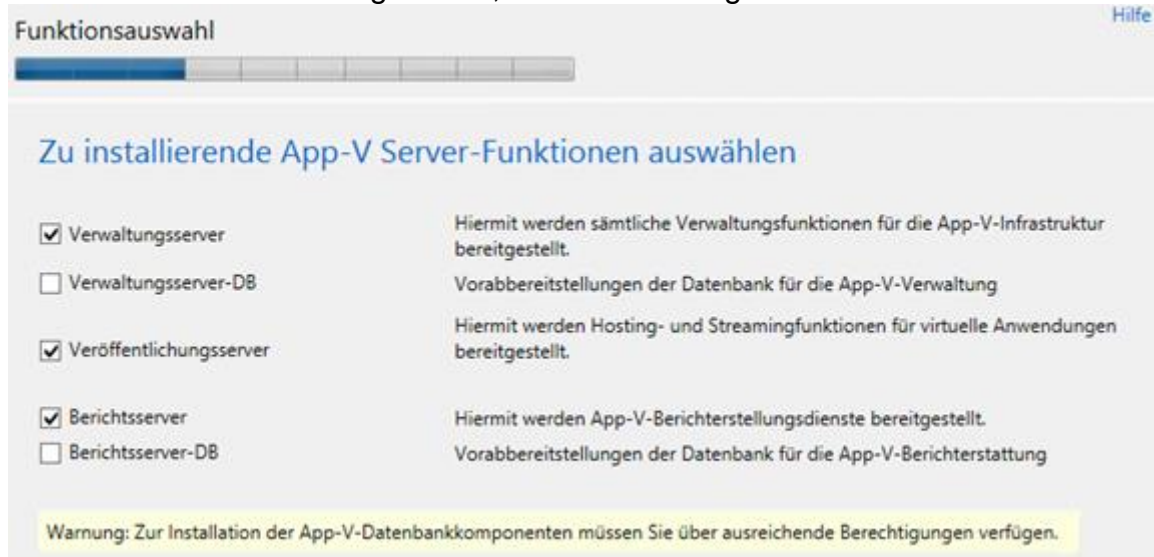 Hilfe
Funktionsauswahl
Zu installierende App-V Server-Funktionen auswählen
Verwaltungsserver
Hiermit werden sämtliche Verwaltungsfunktionen für die App-V-Infrastruktur
bereitgestellt.
Verwaltungsserver-DB
Vorabbereitstellungen der Datenbank für die App-V-Verwaltung
Veröffentlichungsserver
Hiermit werden Hosting- und Streamingfunktionen für virtuelle Anwendungen
bereitgestellt.
Berichtsserver
Hiermit werden App-V-Berichterstellungsdienste bereitgestellt.
Berichtsserver-DB
Vorabbereitstellungen der Datenbank für die App-V-Berichterstattung
Warnung: Zur Installation der App-V-Datenbankkomponenten müssen Sie über ausreichende Berechtigungen verfügen.